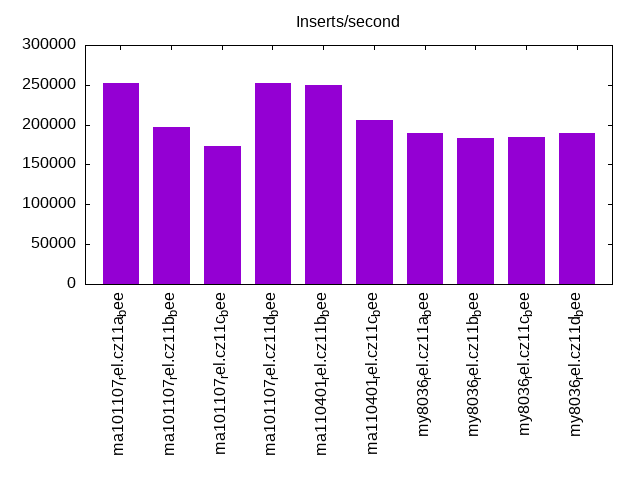 Inserts/second
300000
250000
200000
150000
100000
50000
0
ma101107rel.cz11abee
ma101107rel.cz11bbee
ma101107rel.cz11cbee
ma101107rel.cz11dbee
ma110401rel.cz11bbee
ma110401rel.cz11cbee
my8036rel.cz11abee
my8036rel.cz11bbee
my8036rel.cz11cbee
my8036rel.cz11dbee